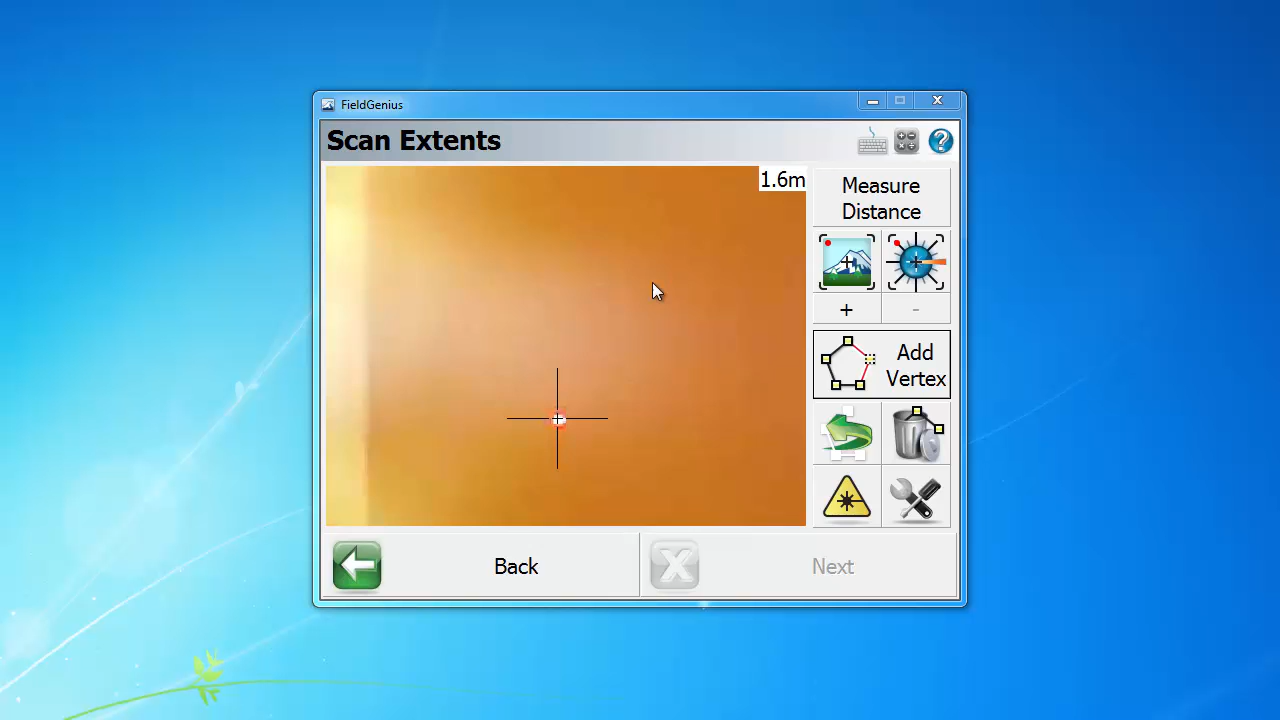 FieldGenius
Scan Extents
1.6m
Measure
Distance
+
-
Add
Vertex
Back
Next